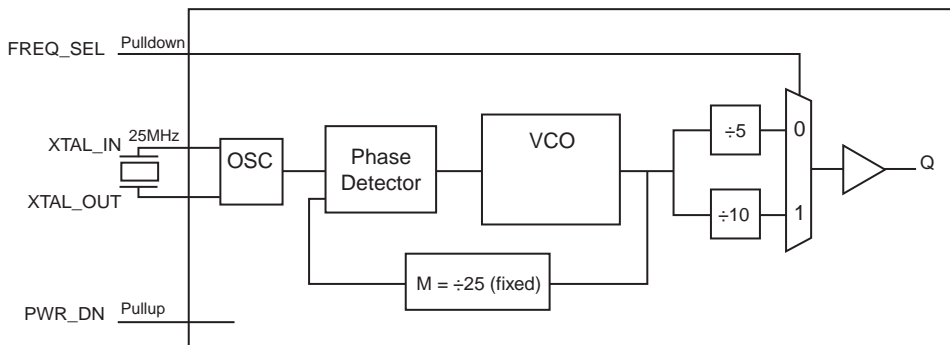 FREQ_SEL
Pulldown
XTAL_IN
25MHz
XTAL_OUT
OSC
Phase
Detector
VCO
÷5
÷10
0
1
Q
M = ÷25 (fixed)
PWR_DN
Pullup